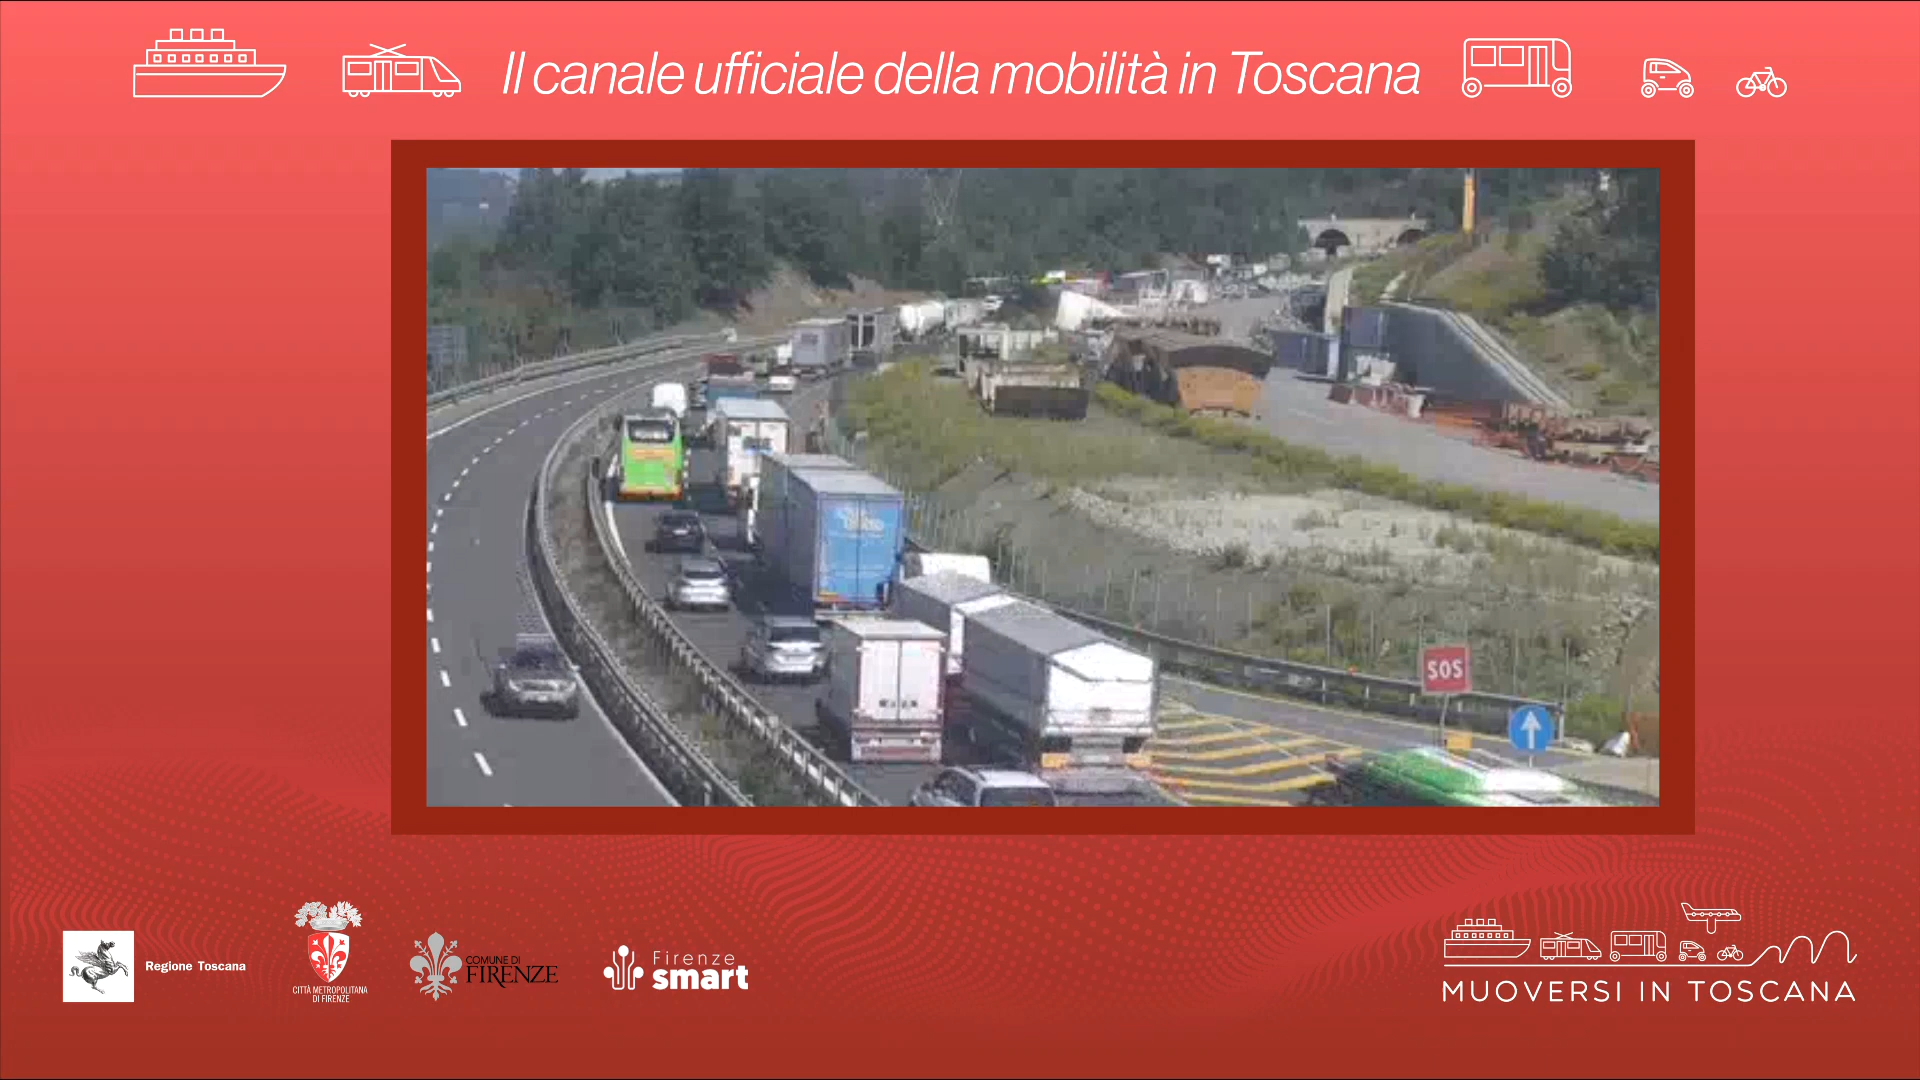 Il canale ufficiale della mobilità in Toscana
SOS
Regione Toscana
CITTÀ METROPOLITANA
DI FIRENZE
COMUNE DI
FIRENZE
Firenze
smart
MUOVERSI IN TOSCANA